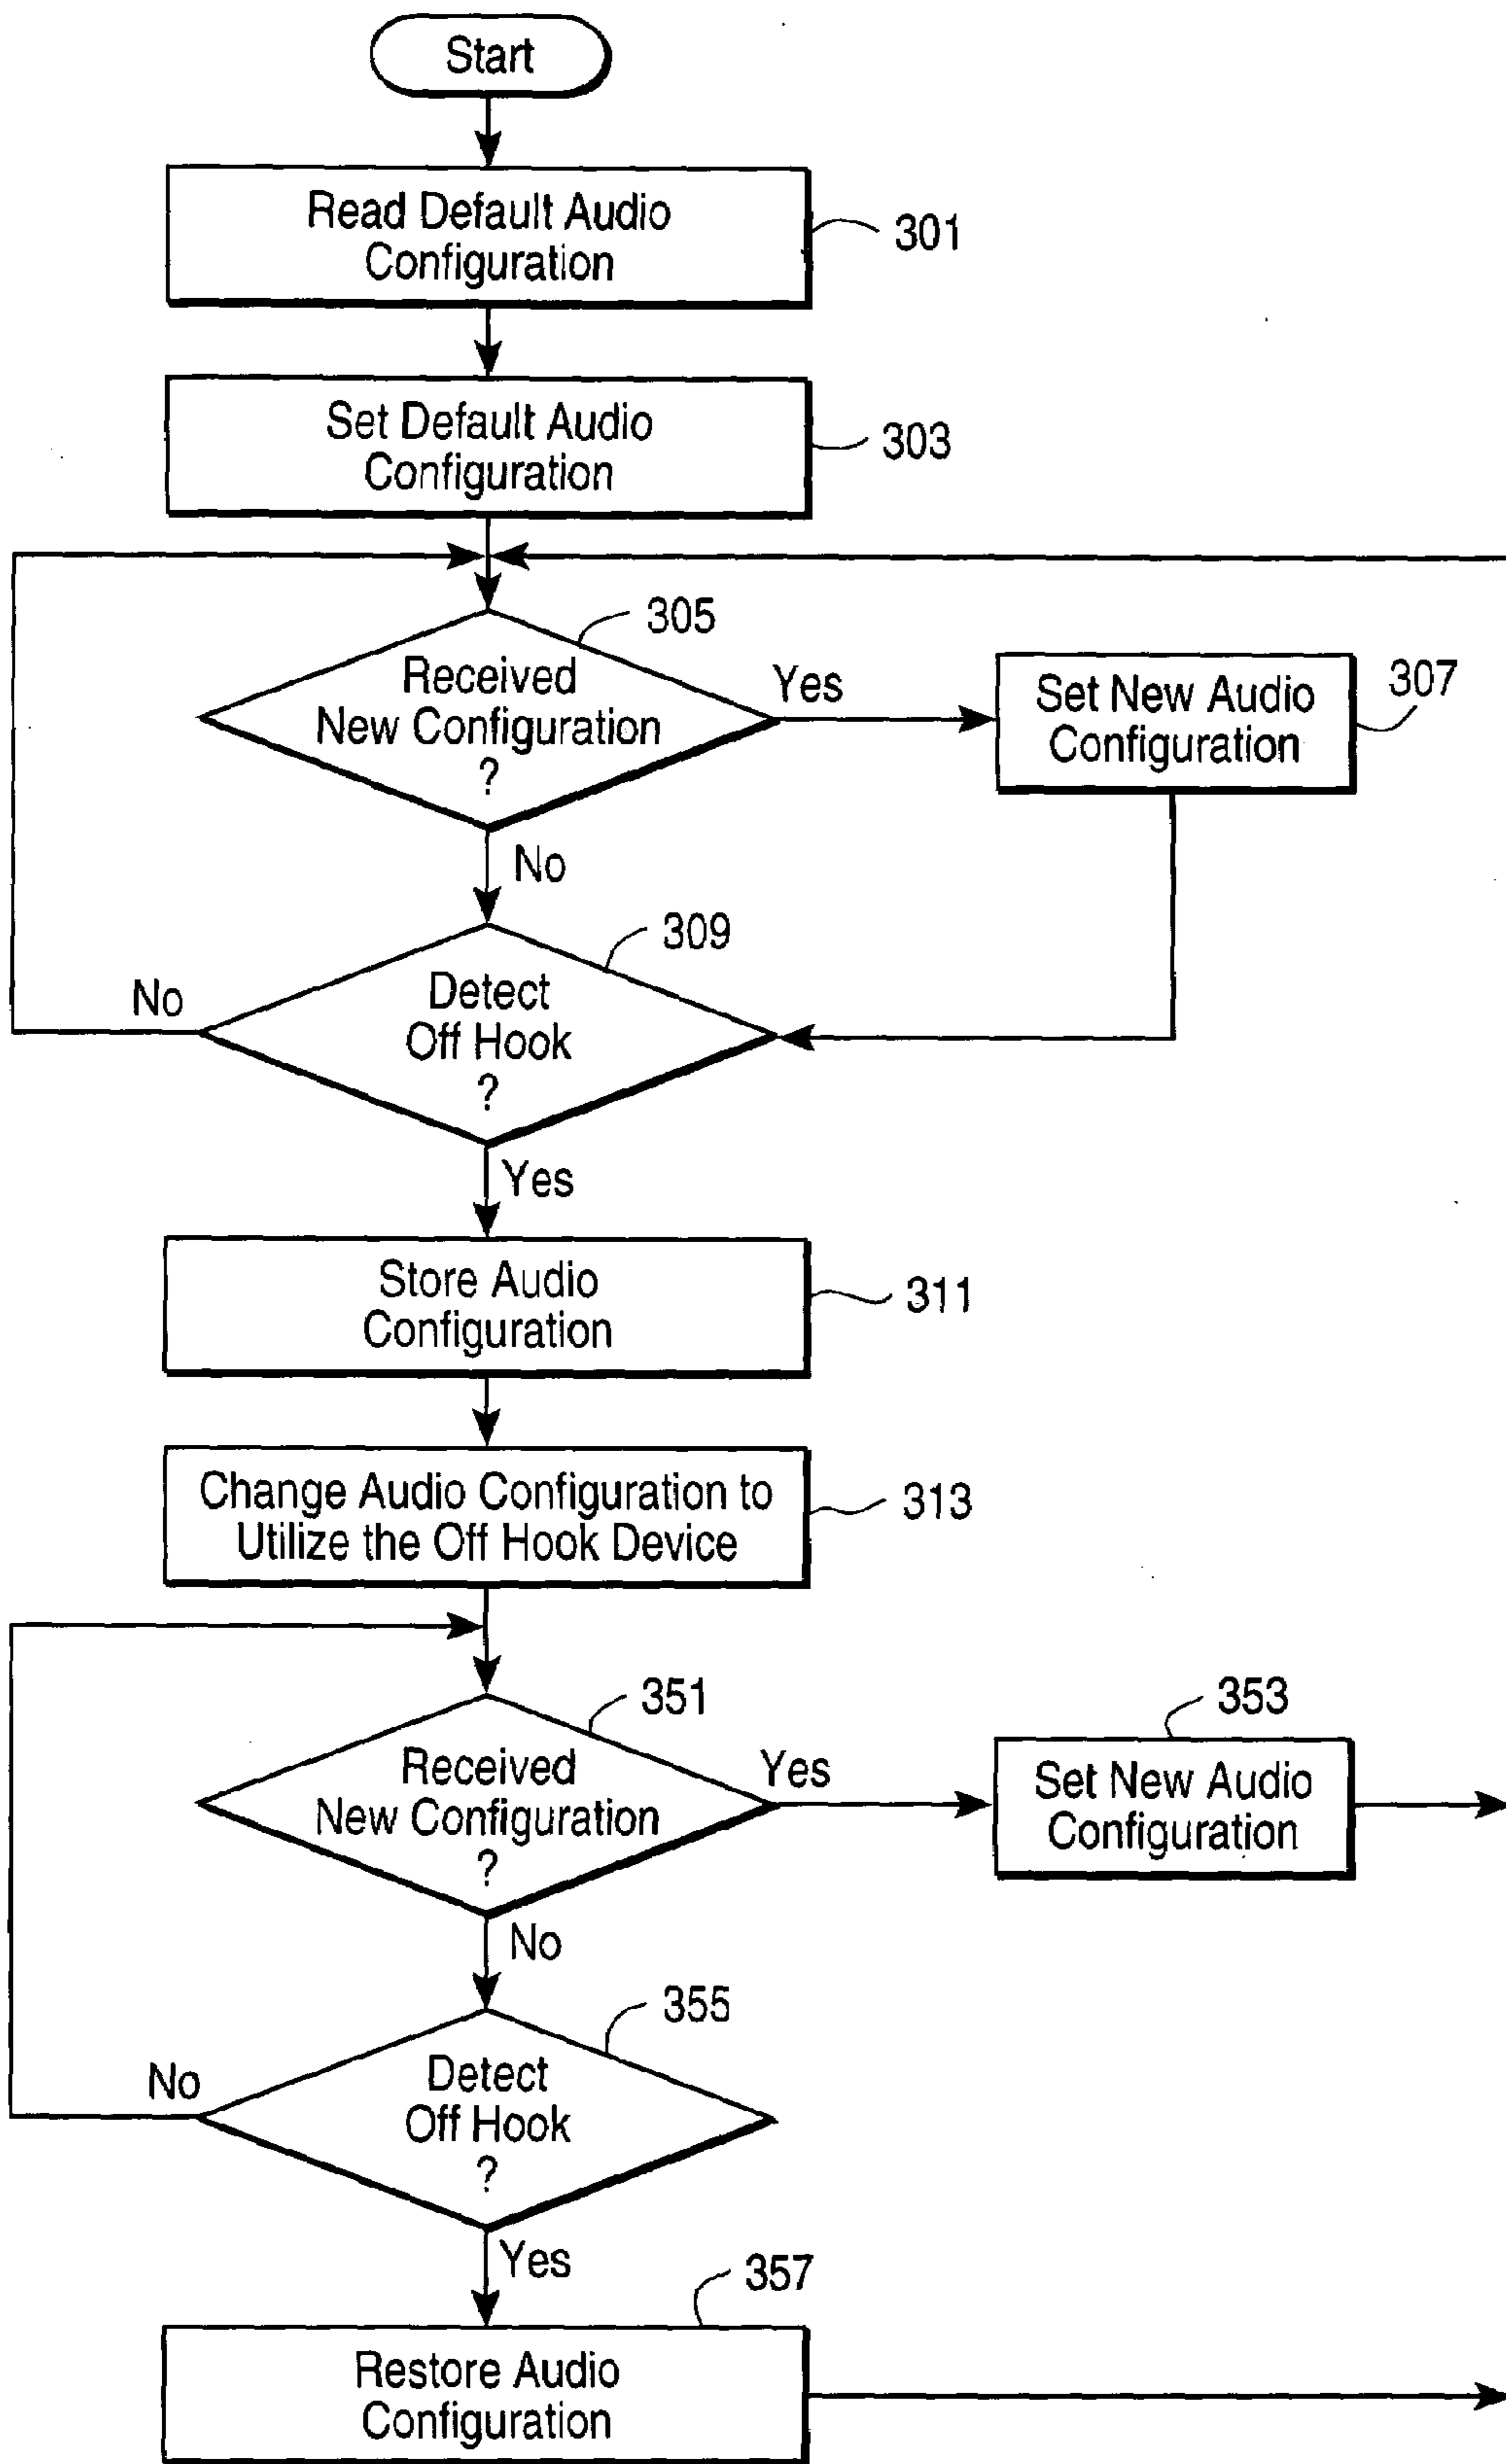 Start
Read Default Audio
Configuration
301
Set Default Audio
Configuration
303
305
Received
New Configuration
?
Yes
Set New Audio
Configuration
307
No
309
Detect
Off Hook
?
No
Yes
Store Audio
Configuration
311
Change Audio Configuration to
Utilize the Off Hook Device
313
351
Received
New Configuration
?
Yes
353
Set New Audio
Configuration
No
355
Detect
Off Hook
?
No
Yes
357
Restore Audio
Configuration